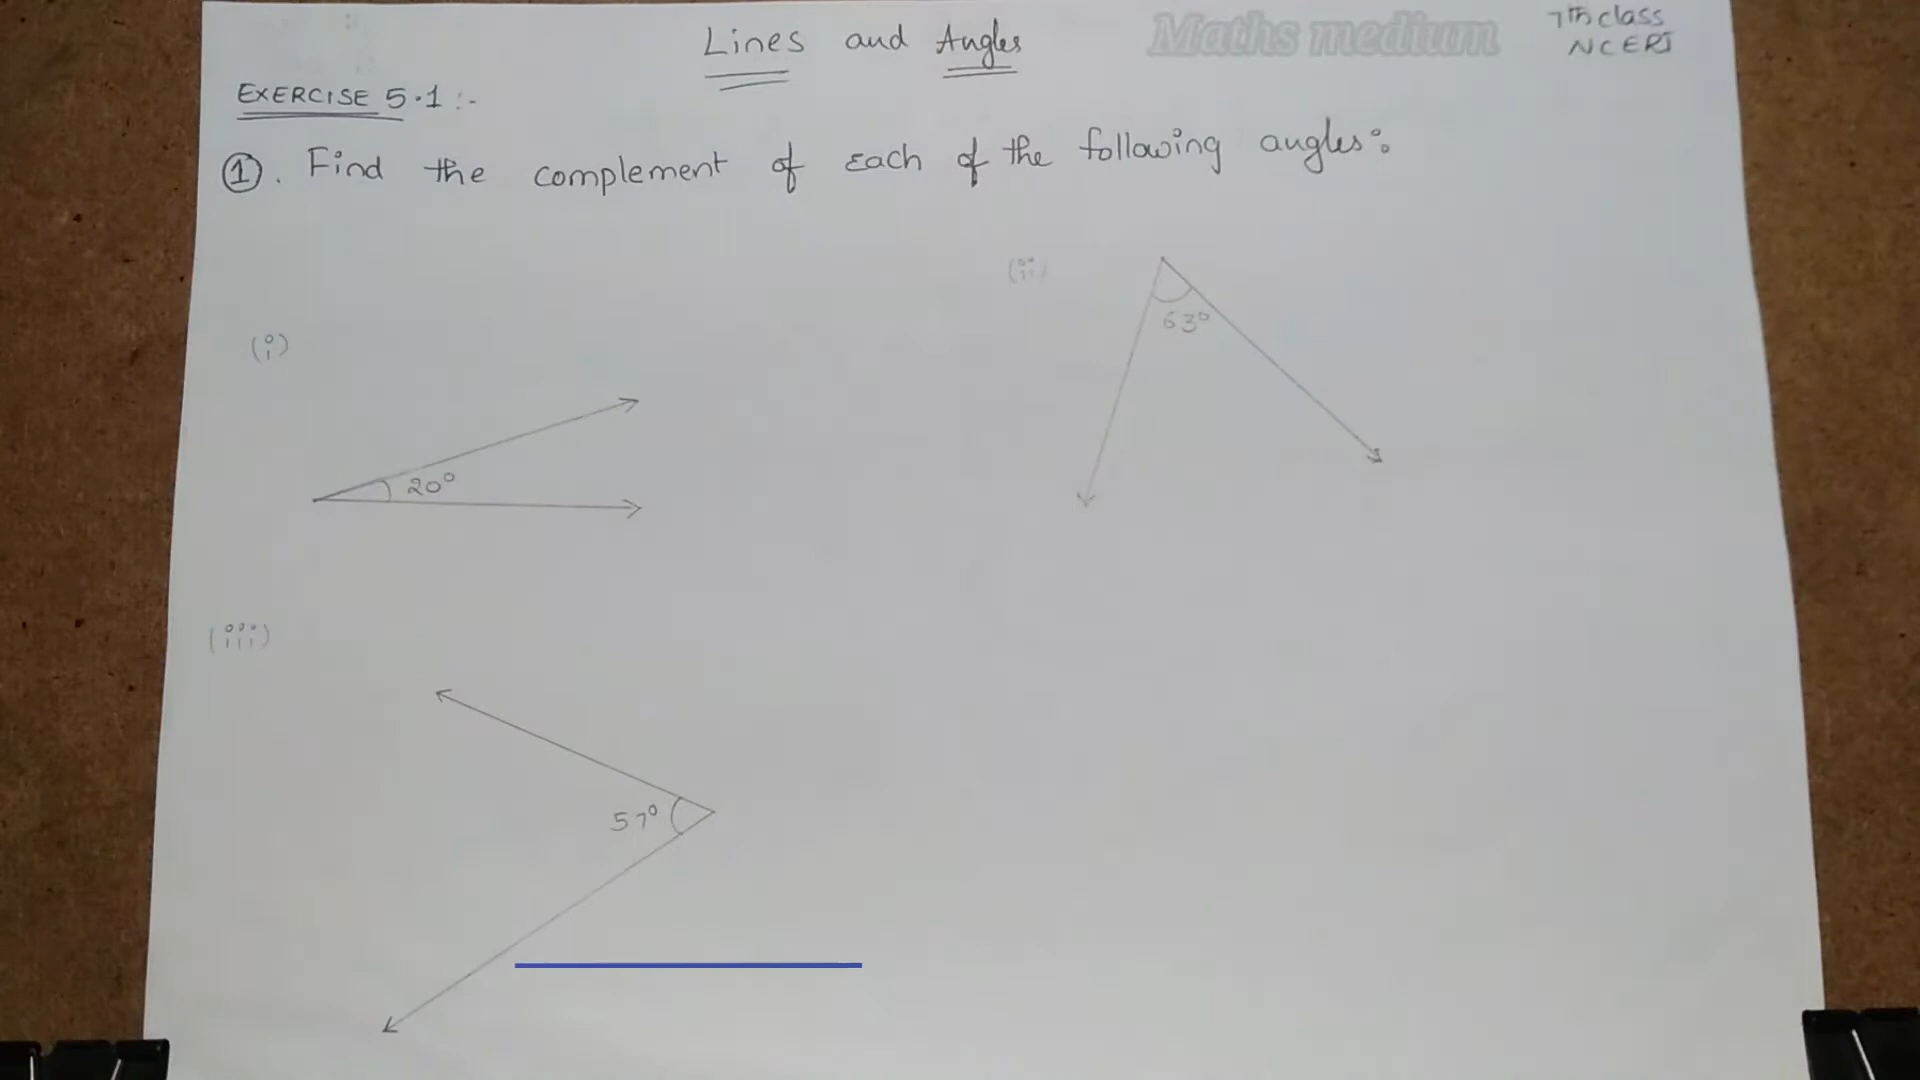 Lines and Angles
Maths medium
7th class
NCERT
EXERCISE 5.1 :-
①. Find the complement of Each of the following angles:
(i)
20°
(ii)
63°
(iii)
57°